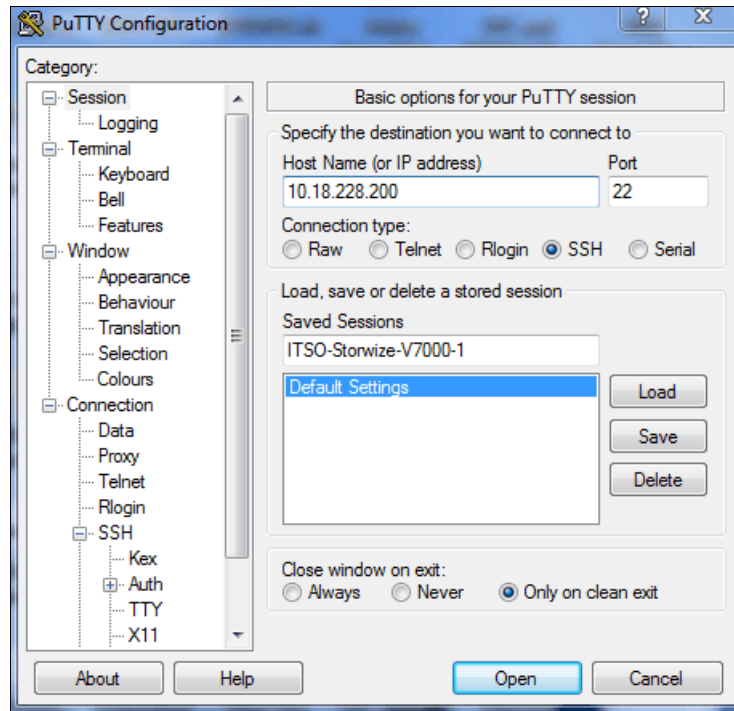 PuTTY Configuration
?
X
Category:
Session
Logging
Terminal
Keyboard
Bell
Features
Window
Appearance
Behaviour
Translation
Selection
Colours
Connection
Data
Proxy
Telnet
Rlogin
SSH
Kex
Auth
TTY
X11
Basic options for your PuTTY session
Specify the destination you want to connect to
Host Name (or IP address) Port
10.18.228.200 22
Connection type:
Raw Telnet Rlogin SSH Serial
Load, save or delete a stored session
Saved Sessions
ITSO-Storwize-V7000-1
Default Settings
Load
Save
Delete
Close window on exit:
Always Never Only on clean exit
About Help Open Cancel